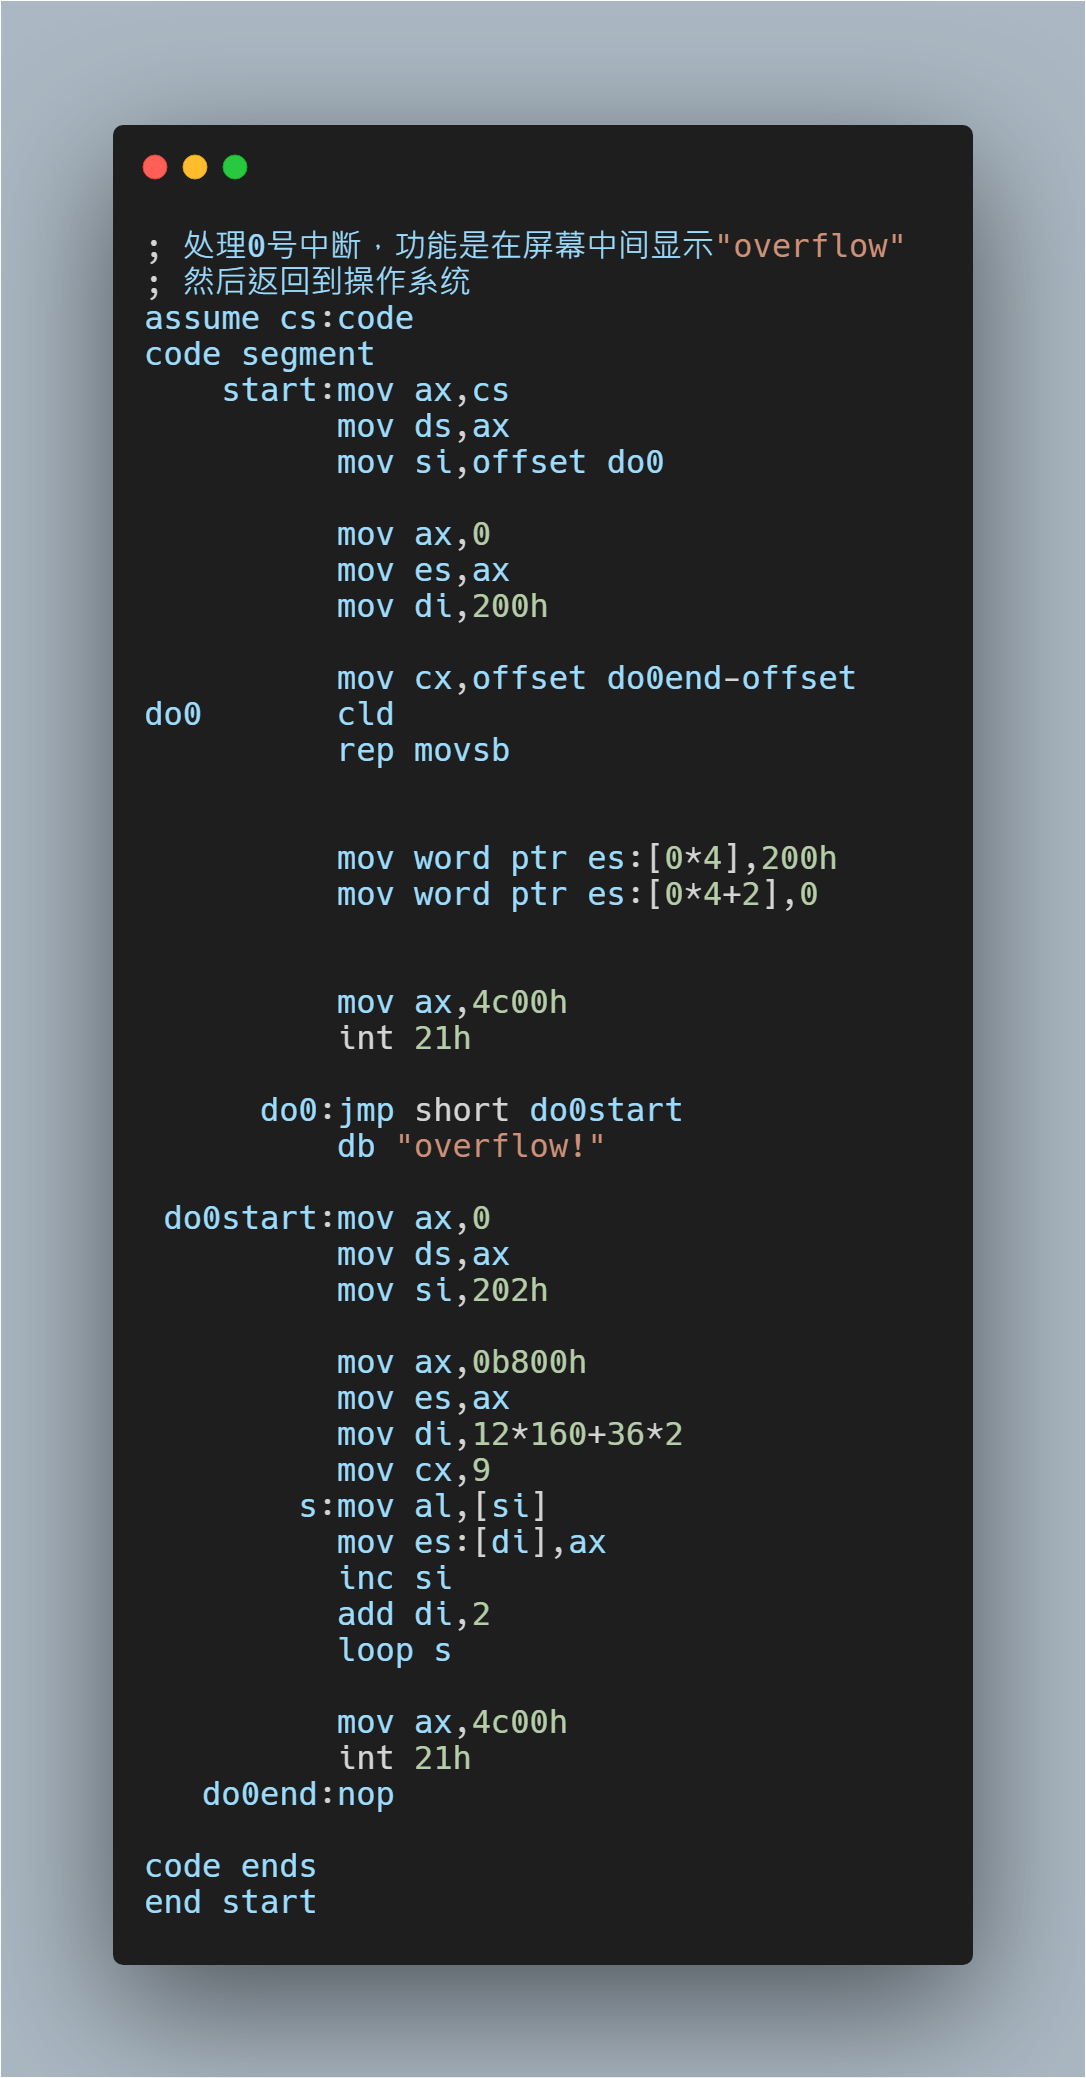 ; 处理0号中断，功能是在屏幕中间显示"overflow"
; 然后返回到操作系统
assume cs:code
code segment
    start:mov ax,cs
          mov ds,ax
          mov si,offset do0

          mov ax,0
          mov es,ax
          mov di,200h

          mov cx,offset do0end-offset
do0       cld
          rep movsb

          mov word ptr es:[0*4],200h
          mov word ptr es:[0*4+2],0

          mov ax,4c00h
          int 21h

      do0:jmp short do0start
          db "overflow!"

 do0start:mov ax,0
          mov ds,ax
          mov si,202h

          mov ax,0b800h
          mov es,ax
          mov di,12*160+36*2
          mov cx,9
        s:mov al,[si]
          mov es:[di],ax
          inc si
          add di,2
          loop s

          mov ax,4c00h
          int 21h
   do0end:nop

code ends
end start